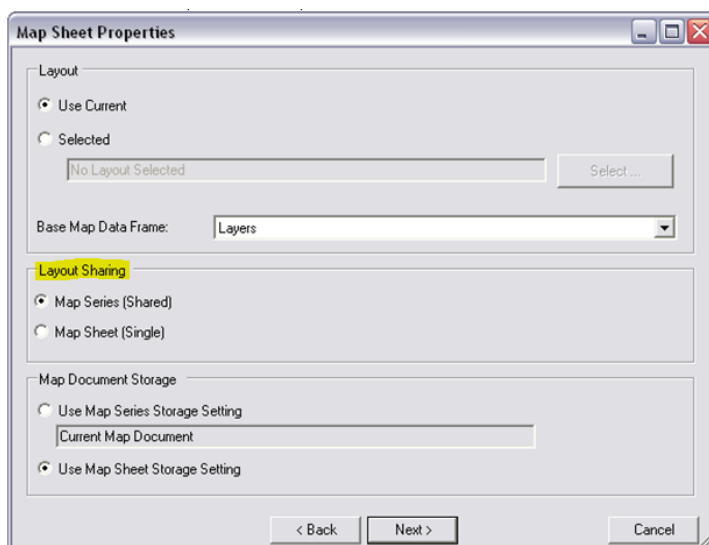 Map Sheet Properties
Layout
Use Current
Selected
No Layout Selected
Select ...
Base Map Data Frame:
Layers
Layout Sharing
Map Series (Shared)
Map Sheet (Single)
Map Document Storage
Use Map Series Storage Setting
Current Map Document
Use Map Sheet Storage Setting
< Back
Next >
Cancel